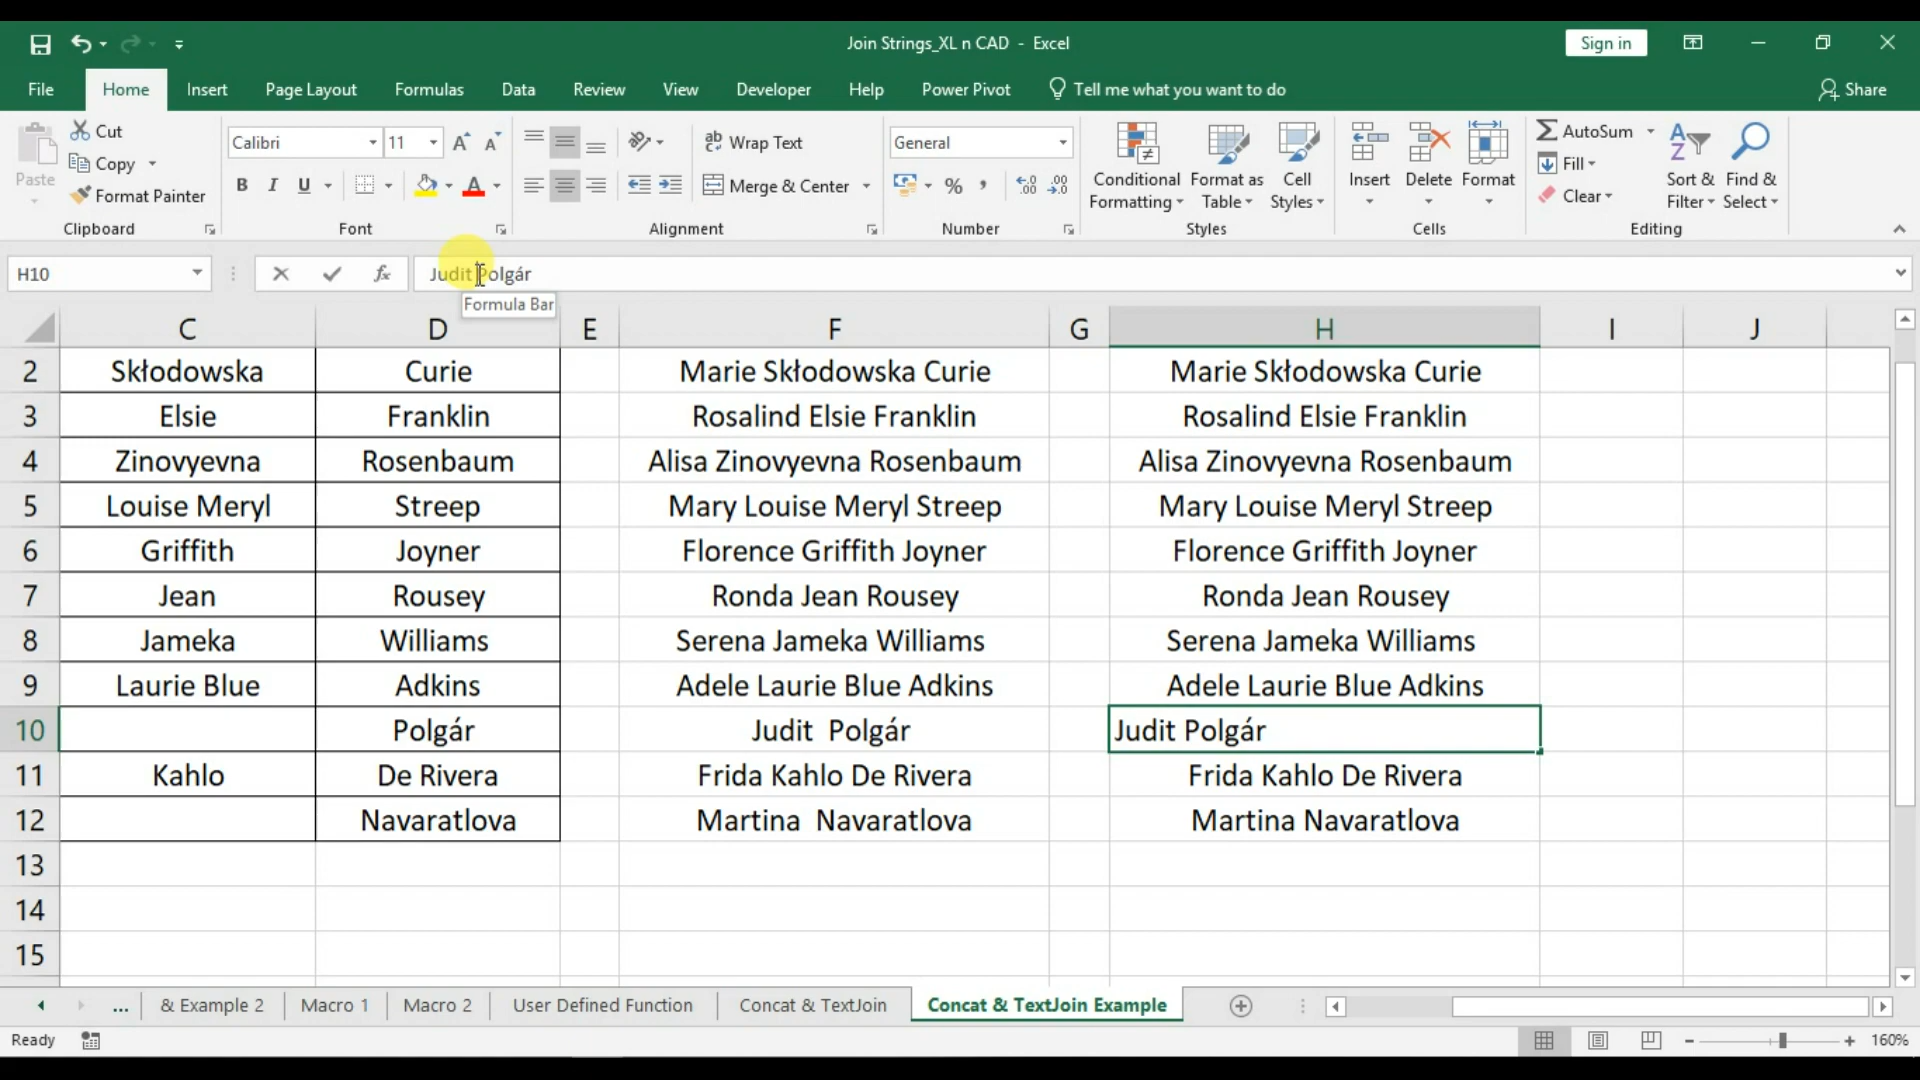 Join Strings_XL n CAD - Excel
Sign in
File Home Insert Page Layout Formulas Data Review View Developer Help Power Pivot Tell me what you want to do Share
Paste
Cut
Copy
Format Painter
Clipboard
Calibri 11
B I U
Font
Wrap Text
Merge & Center
Alignment
General
Number
Conditional Formatting
Format as Table
Cell Styles
Styles
Insert Delete Format
Cells
AutoSum
Fill
Clear
Sort & Filter
Find & Select
Editing
H10 fx Judit Polgár
Formula Bar
C D E F G H I J
2 Skłodowska Curie Marie Skłodowska Curie Marie Skłodowska Curie
3 Elsie Franklin Rosalind Elsie Franklin Rosalind Elsie Franklin
4 Zinovyevna Rosenbaum Alisa Zinovyevna Rosenbaum Alisa Zinovyevna Rosenbaum
5 Louise Meryl Streep Mary Louise Meryl Streep Mary Louise Meryl Streep
6 Griffith Joyner Florence Griffith Joyner Florence Griffith Joyner
7 Jean Rousey Ronda Jean Rousey Ronda Jean Rousey
8 Jameka Williams Serena Jameka Williams Serena Jameka Williams
9 Laurie Blue Adkins Adele Laurie Blue Adkins Adele Laurie Blue Adkins
10 Polgár Judit  Polgár Judit Polgár
11 Kahlo De Rivera Frida Kahlo De Rivera Frida Kahlo De Rivera
12 Navaratlova Martina  Navaratlova Martina Navaratlova
13
14
15
... & Example 2 Macro 1 Macro 2 User Defined Function Concat & TextJoin Concat & TextJoin Example
Ready 160%